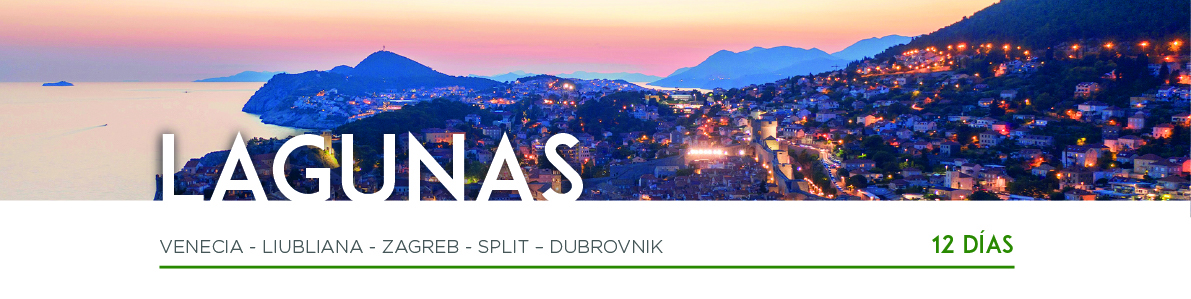 LAGUNAS
VENECIA - LIUBLIANA - ZAGREB - SPLIT – DUBROVNIK
12 DÍAS